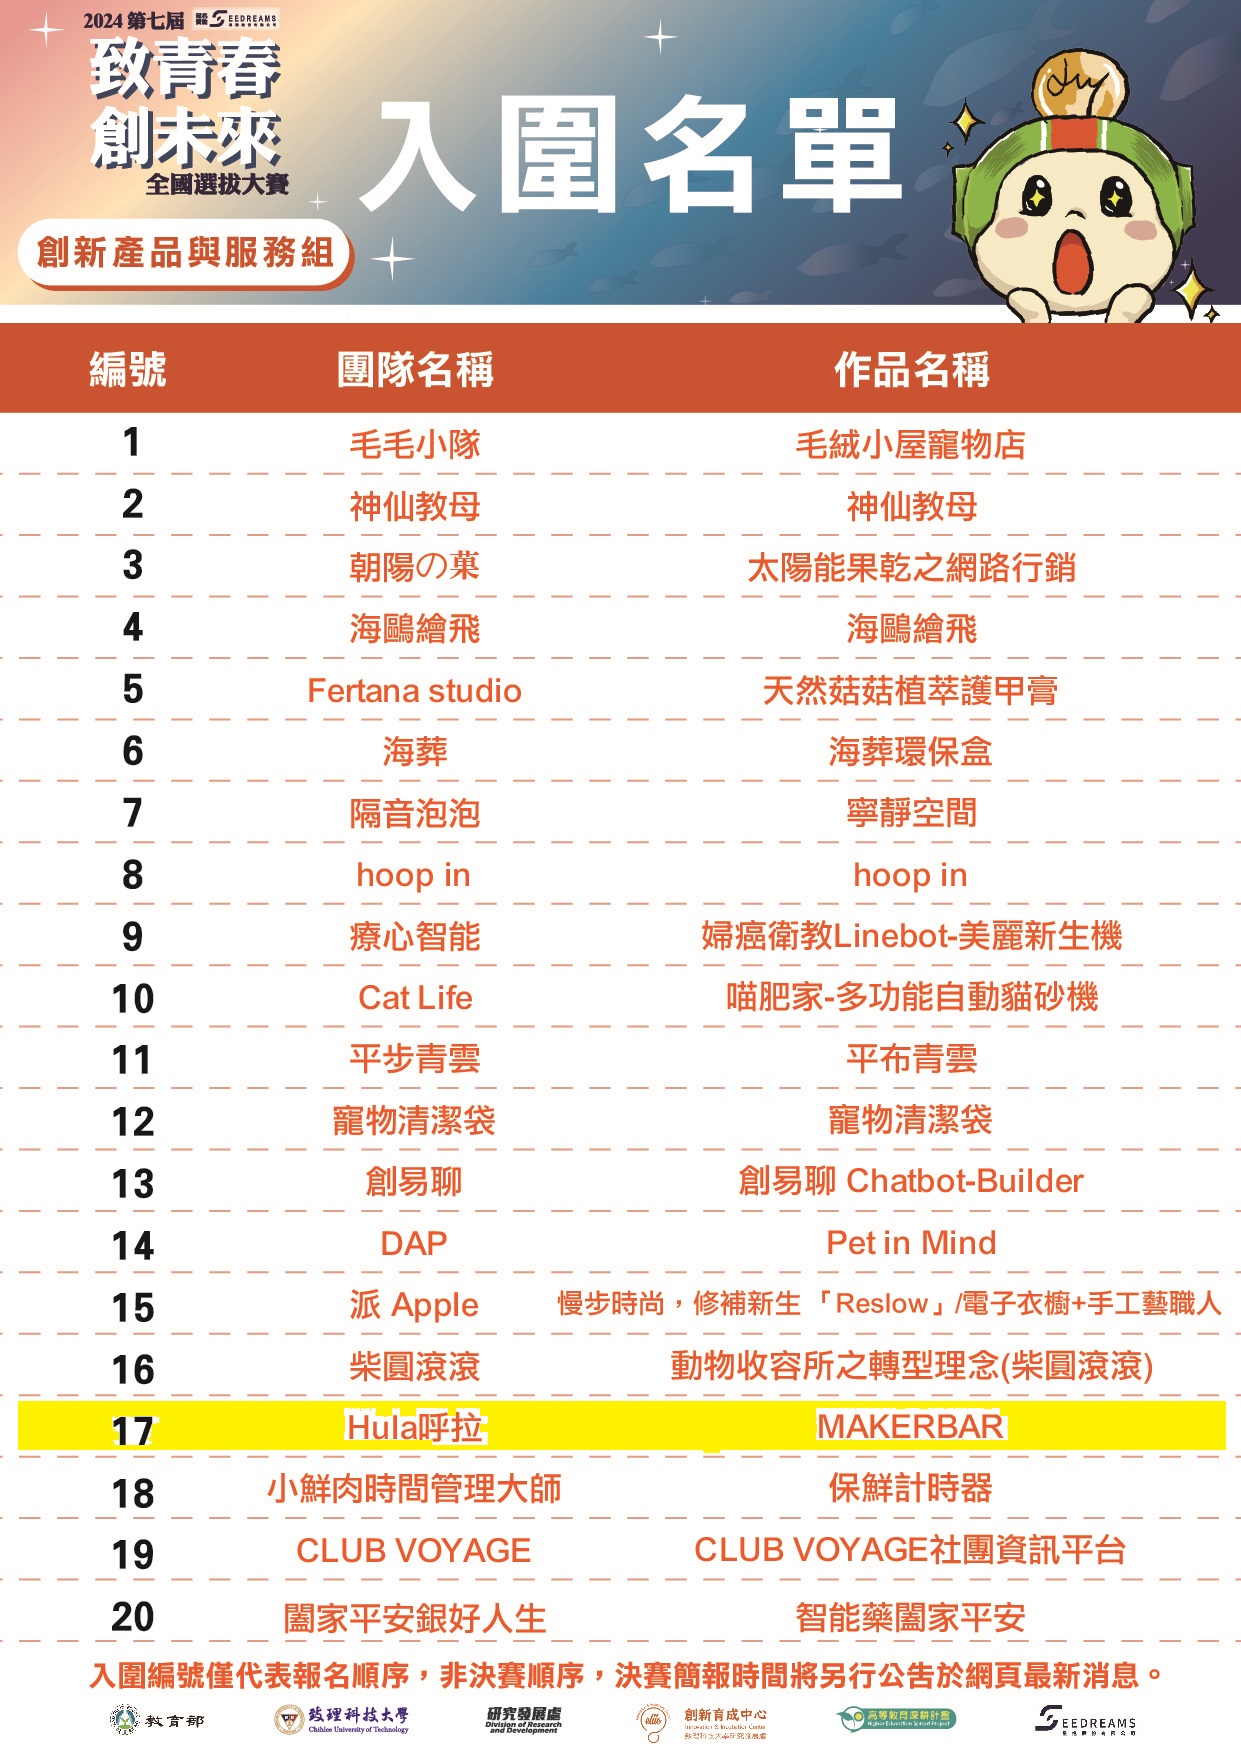 2024 第七屆 SEEDREAMS
致青春
創未來
全國選拔大賽
入圍名單
創新產品與服務組
編號 團隊名稱 作品名稱
1 毛毛小隊 毛絨小屋寵物店
2 神仙教母 神仙教母
3 朝陽の菓 太陽能果乾之網路行銷
4 海鷗繪飛 海鷗繪飛
5 Fertana studio 天然菇菇植萃護甲膏
6 海葬 海葬環保盒
7 隔音泡泡 寧靜空間
8 hoop in hoop in
9 療心智能 婦癌衛教Linebot-美麗新生機
10 Cat Life 喵肥家-多功能自動貓砂機
11 平步青雲 平布青雲
12 寵物清潔袋 寵物清潔袋
13 創易聊 創易聊 Chatbot-Builder
14 DAP Pet in Mind
15 派 Apple 慢步時尚，修補新生「Reslow」/電子衣櫥+手工藝職人
16 柴圓滾滾 動物收容所之轉型理念(柴圓滾滾)
17 Hula呼拉 MAKERBAR
18 小鮮肉時間管理大師 保鮮計時器
19 CLUB VOYAGE CLUB VOYAGE社團資訊平台
20 闔家平安銀好人生 智能藥闔家平安
入圍編號僅代表報名順序，非決賽順序，決賽簡報時間將另行公告於網頁最新消息。
教育部
致理科技大學
Chihlee University of Technology
研究發展處
Division of Research
and Development
創新育成中心
Innovation & Incubation Center
致理科技大學研究發展處
高等教育深耕計畫
Higher Education Sprout Project
SEEDREAMS